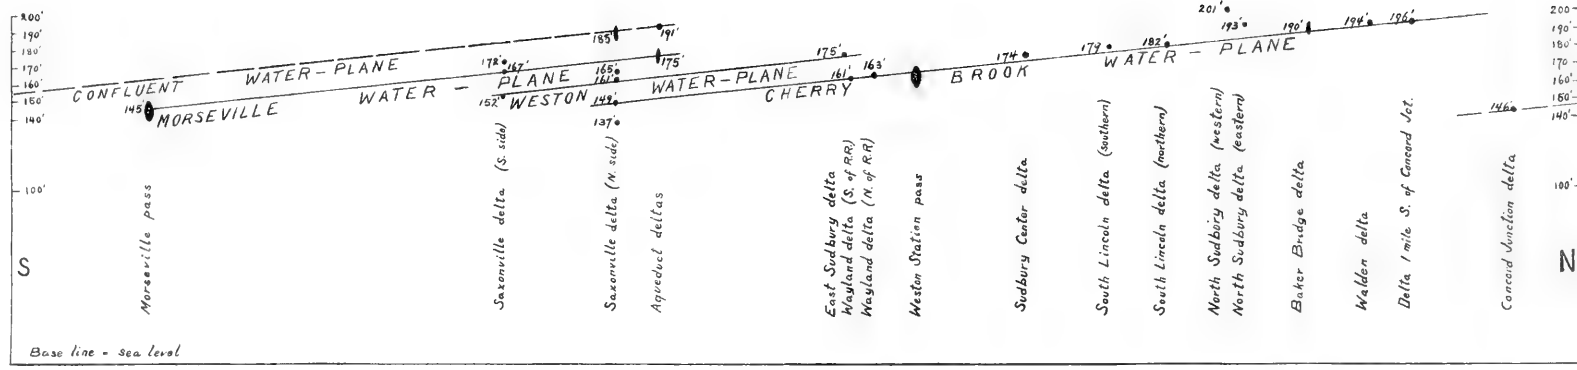 200'
190'
180'
170'
160'
150'
140'
100'
S
CONFLUENT WATER-PLANE
MORSEVILLE WATER - PLANE
WESTON WATER-PLANE
CHERRY BROOK WATER-PLANE
145'
172'
167'
152'
185'
165'
161'
149'
137'
191'
175'
175'
161'
163'
174'
179'
182'
201'
193'
190'
194'
196'
146'
Morseville pass
Saxonville delta (S. side)
Saxonville delta (N. side)
Aqueduct deltas
East Sudbury delta
Wayland delta (S. of R.R.)
Wayland delta (N. of R.R)
Weston Station pass
Sudbury Center delta
South Lincoln delta (southern)
South Lincoln delta (northern)
North Sudbury delta (western)
North Sudbury delta (eastern)
Baker Bridge delta
Walden delta
Delta 1 mile S. of Concord Jct.
Concord Junction delta
200
190
180
170
160
150
140
100'
N
Base line = sea level